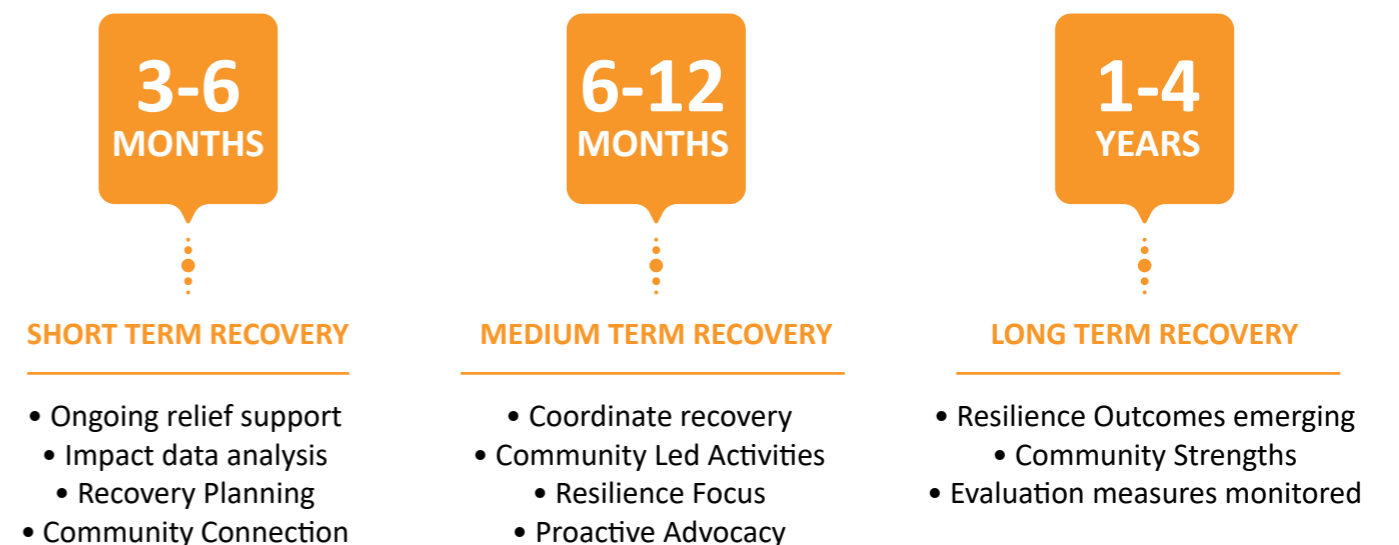 3-6
MONTHS
SHORT TERM RECOVERY
• Ongoing relief support
• Impact data analysis
• Recovery Planning
• Community Connection
6-12
MONTHS
MEDIUM TERM RECOVERY
• Coordinate recovery
• Community Led Activities
• Resilience Focus
• Proactive Advocacy
1-4
YEARS
LONG TERM RECOVERY
• Resilience Outcomes emerging
• Community Strengths
• Evaluation measures monitored